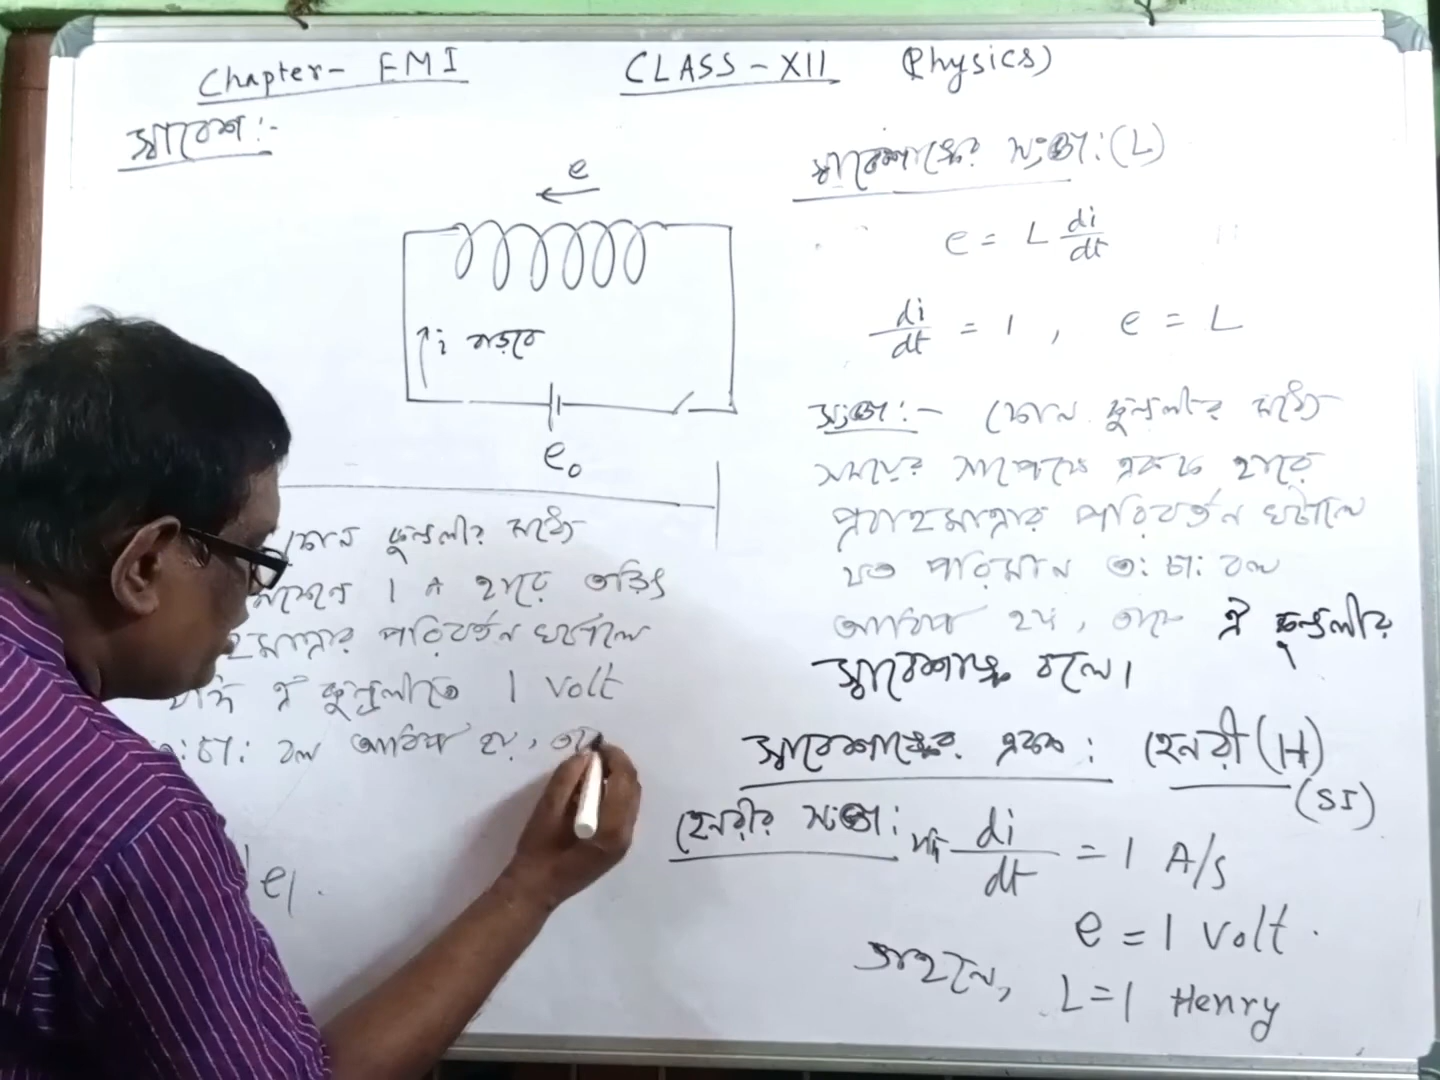 Chapter- EMI CLASS-XII (Physics)
স্বাবেশ :-
e
i বাড়বে
e₀
কোন কুন্ডলীর মধ্যে
1 A হারে তড়িৎ
পরিবর্তন ঘটালে
যদি ঐ কুন্ডলীতে 1 Volt
তঃ চাঃ বল আবিষ্ট হয়, তাকে
e₁.
স্বাবেশাঙ্কের সংজ্ঞা : (L)
e = L di/dt
di/dt = 1 , e = L
সংজ্ঞা :- কোন কুন্ডলীর মধ্যে
সময়ের সাপেক্ষে একক হারে
প্রবাহমাত্রার পরিবর্তন ঘটালে
যত পরিমান তঃ চাঃ বল
আবিষ্ট হয়, তাকে ঐ কুন্ডলীর
স্বাবেশাঙ্ক বলে।
স্বাবেশাঙ্কের একক : হেনরী (H)
(SI)
হেনরীর সংজ্ঞা : যদি di/dt = 1 A/s
e = 1 Volt .
তাহলে, L = 1 Henry